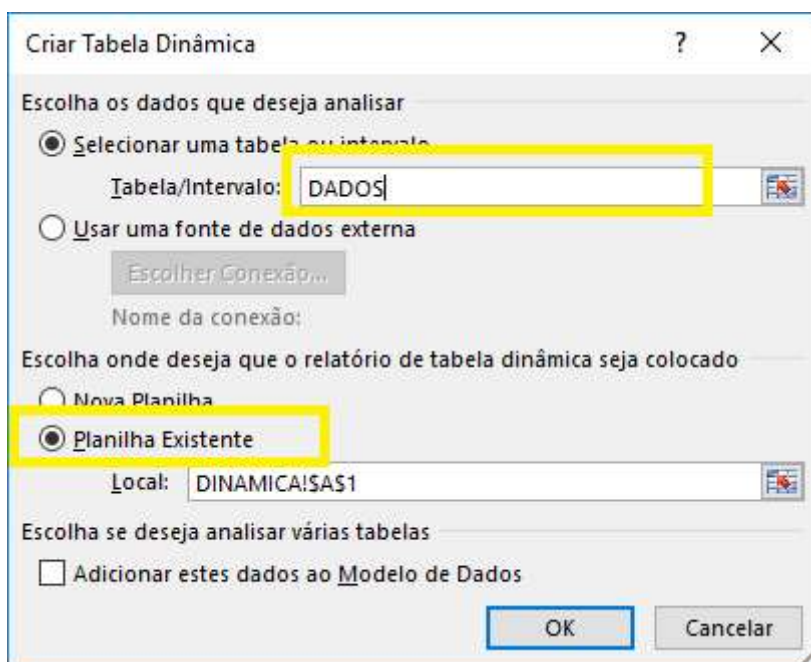 Criar Tabela Dinâmica ?
Escolha os dados que deseja analisar
Selecionar uma tabela ou intervalo
Tabela/Intervalo: DADOS
Usar uma fonte de dados externa
Escolher Conexão...
Nome da conexão:
Escolha onde deseja que o relatório de tabela dinâmica seja colocado
Nova Planilha
Planilha Existente
Local: DINAMICA!$A$1
Escolha se deseja analisar várias tabelas
Adicionar estes dados ao Modelo de Dados
OK Cancelar